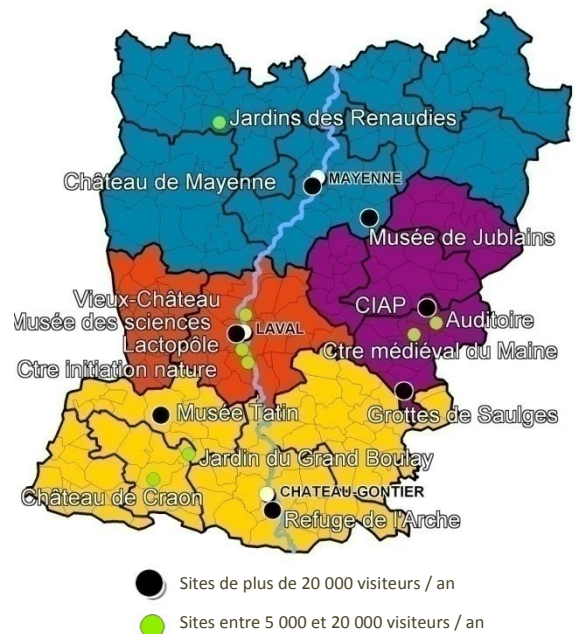 Jardins des Renaudies
Château de Mayenne
MAYENNE
Musée de Jublains
Vieux-Château
CIAP
Auditoire
Musée des sciences
LAVAL
Lactopôle
Ctre médiéval du Maine
Ctre initiation nature
Grottes de Saulges
Musée Tatin
Jardin du Grand Boulay
Château de Craon
CHATEAU-GONTIER
Refuge de l'Arche
Sites de plus de 20 000 visiteurs / an
Sites entre 5 000 et 20 000 visiteurs / an